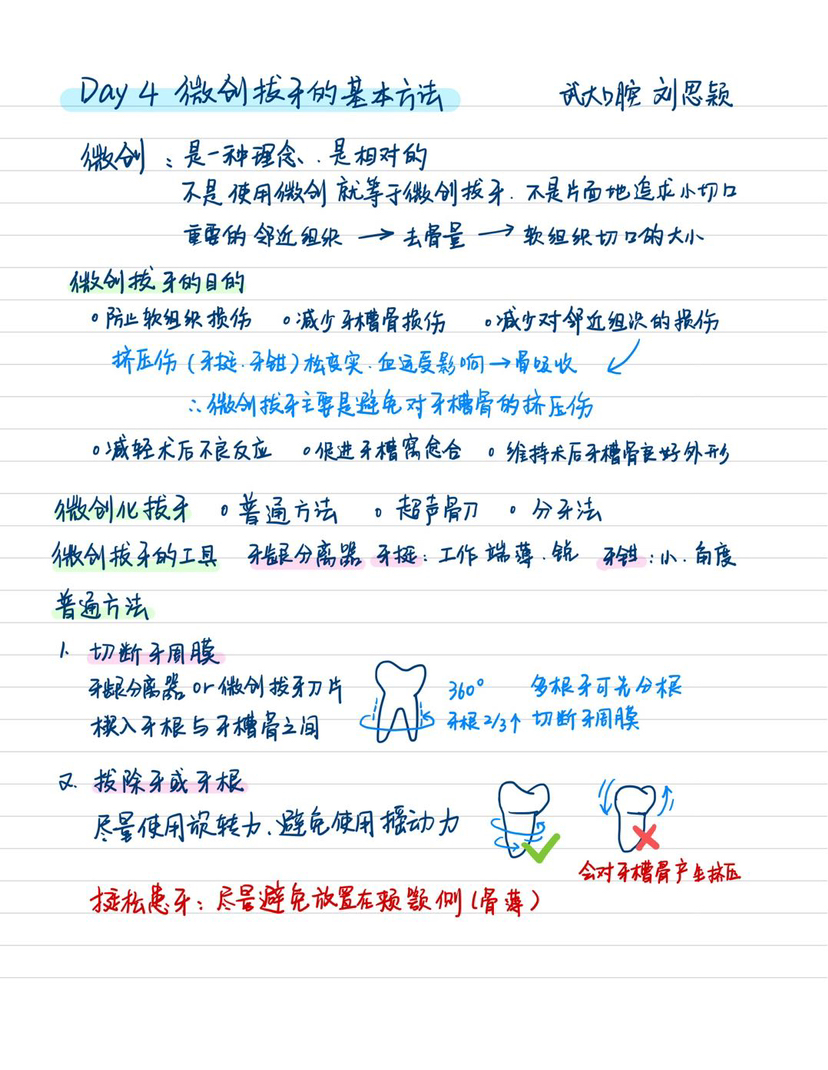 Day 4 微创拔牙的基本方法 武大口腔 刘思颖
微创：是一种理念、是相对的
不是使用微创就等于微创拔牙．不是片面地追求小切口
重要的邻近组织 → 去骨量 → 软组织切口的大小
微创拔牙的目的
○防止软组织损伤 ○减少牙槽骨损伤 ○减少对邻近组织的损伤
挤压伤（牙挺．牙钳）松变实．血运受影响→骨吸收
∴微创拔牙主要是避免对牙槽骨的挤压伤
○减轻术后不良反应 ○促进牙槽窝愈合 ○维持术后牙槽骨良好外形
微创化拔牙 ○普通方法 ○超声骨刀 ○分牙法
微创拔牙的工具 牙龈分离器 牙挺：工作端薄．锐 牙钳：小．角度
普通方法
1. 切断牙周膜
牙龈分离器 or 微创拔牙刀片 360° 多根牙可先分根
楔入牙根与牙槽骨之间 牙根2/3↑ 切断牙周膜
2. 拔除牙或牙根
尽量使用旋转力、避免使用摇动力
会对牙槽骨产生挤压
挺松患牙：尽量避免放置在颊颚侧（骨薄）